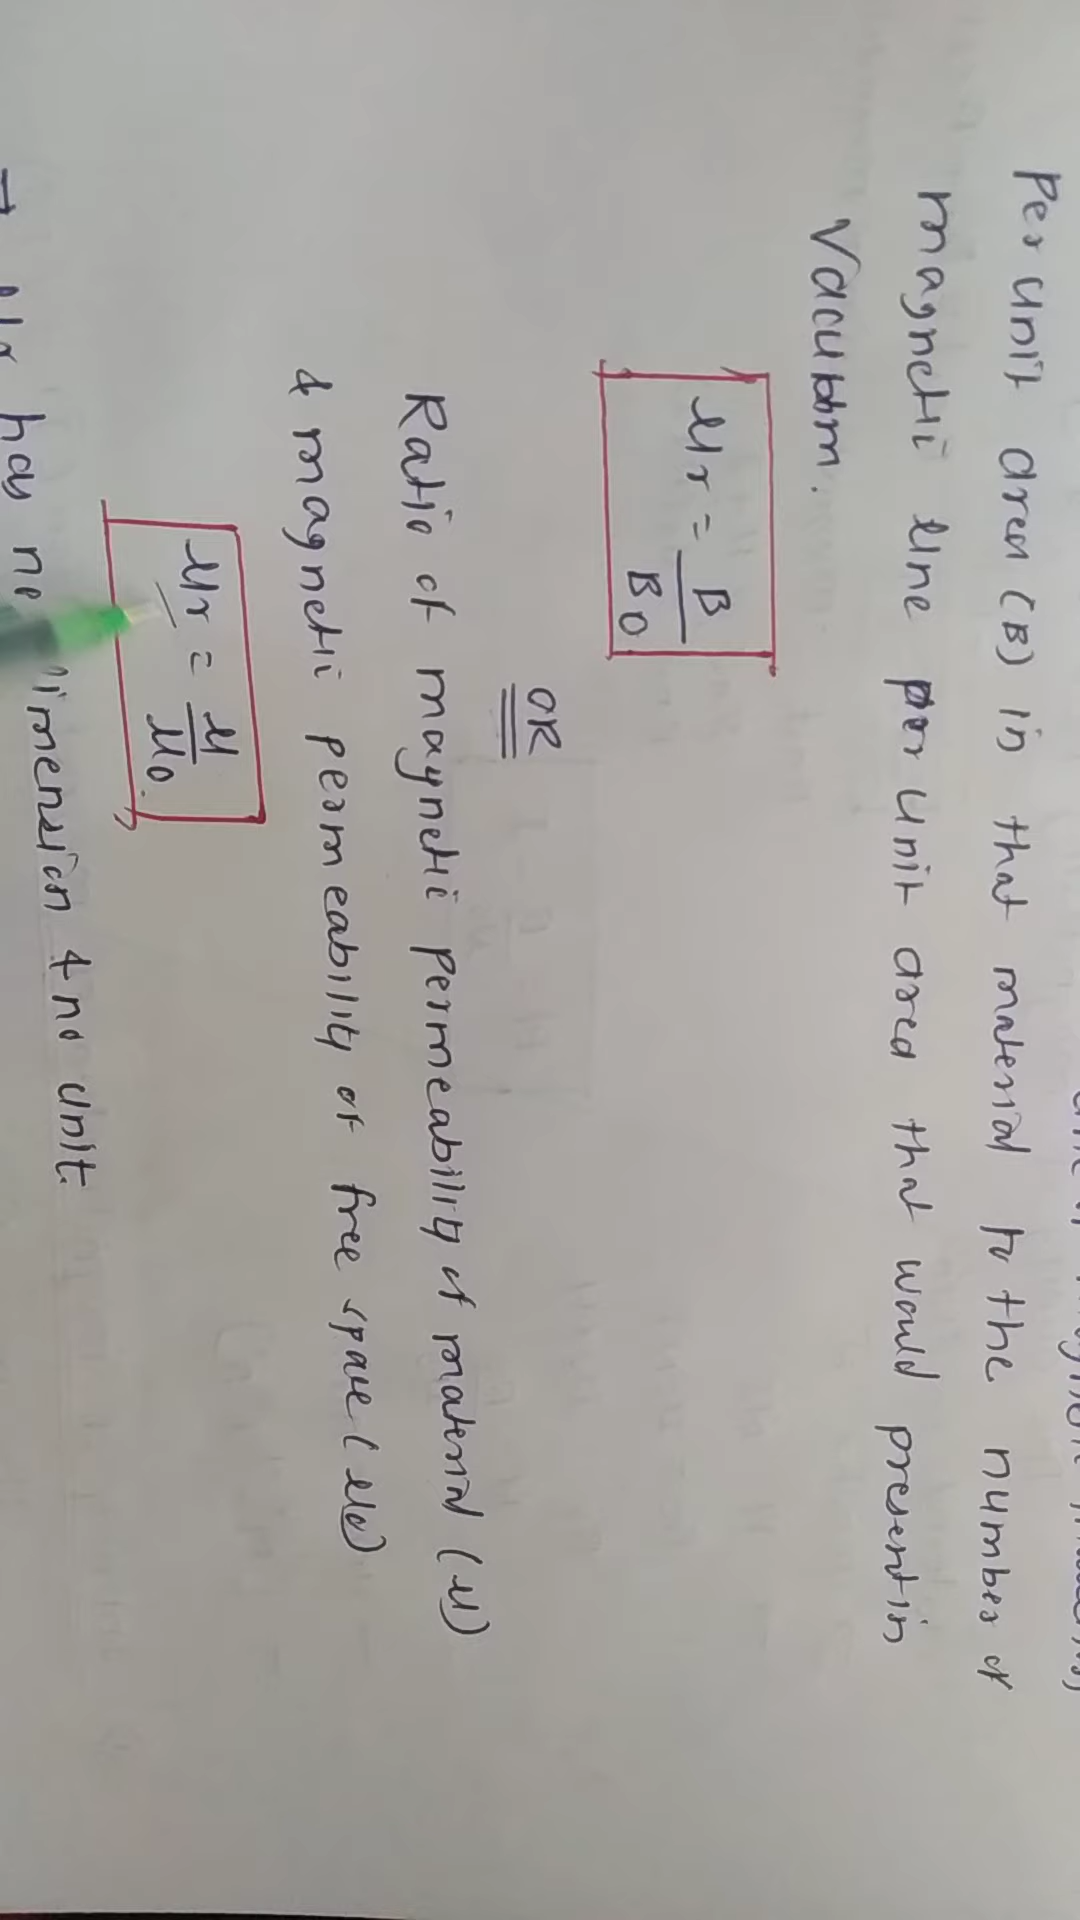 Per unit area (B) in that material to the number of
magnetic line per unit area that would present in
Vacuum.
μr = B / B0
OR
Ratio of magnetic permeability of material (μ)
& magnetic permeability of free space (μ0)
μr = μ / μ0.
→ μr has no dimension & no unit.